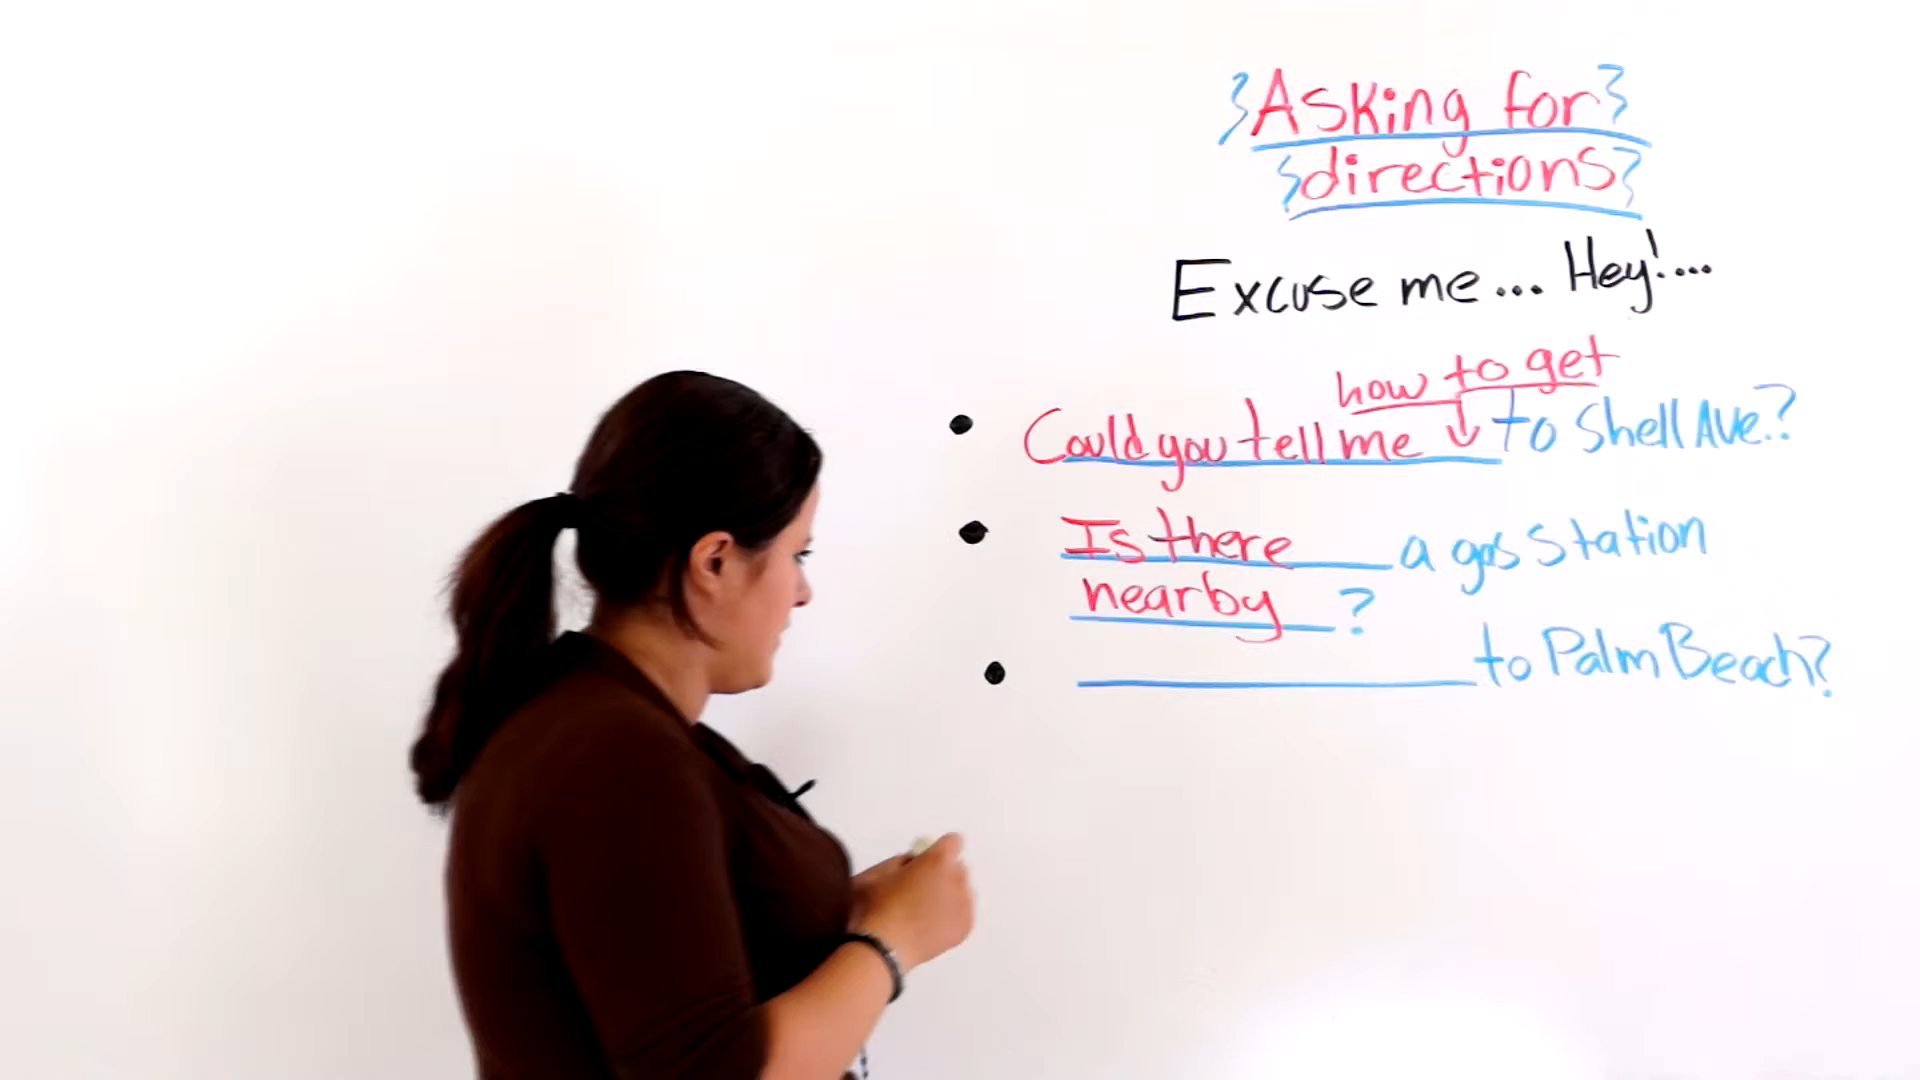 Asking for
directions
Excuse me... Hey!....
how to get
Could you tell me ↓ to Shell Ave.?
Is there a gas station
nearby ?
to Palm Beach?